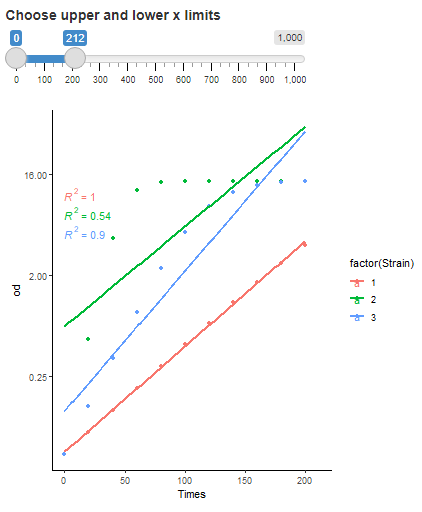 Choose upper and lower x limits
0 212 1,000
0 100 200 300 400 500 600 700 800 900 1,000
16.00
R² = 1
R² = 0.54
R² = 0.9
2.00
0.25
od
0 50 100 150 200
Times
factor(Strain)
a 1
a 2
a 3